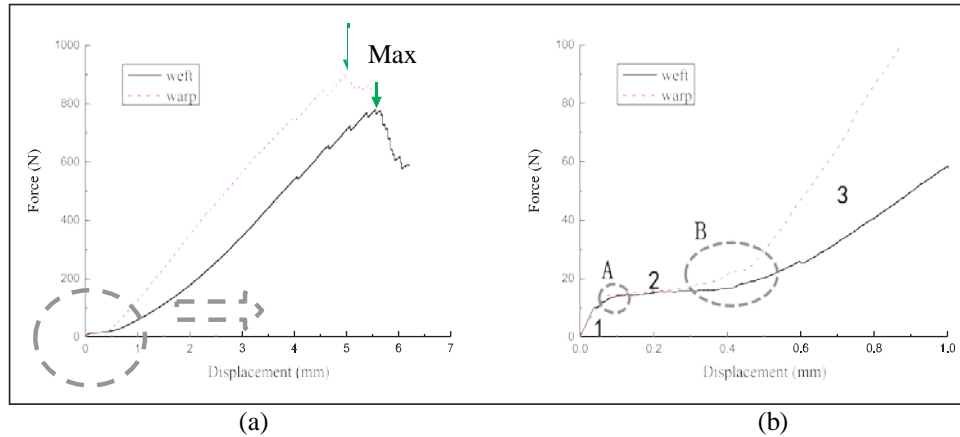 Max
1000
800
600
400
200
0
Force (N)
weft
warp
0
1
2
3
4
5
6
7
Displacement (mm)
(a)
100
80
60
40
20
0
Force (N)
weft
warp
A
B
1
2
3
0.0
0.2
0.4
0.6
0.8
1.0
Displacement (mm)
(b)